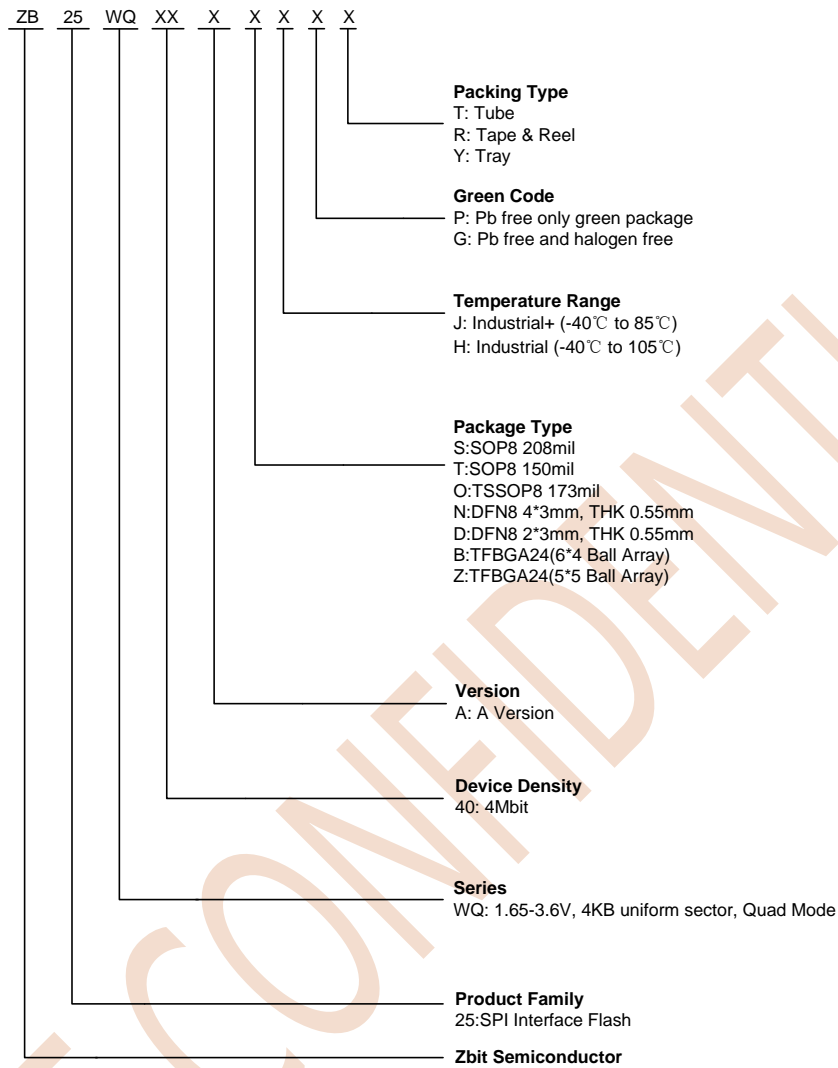 ZB 25 WQ XX X X X X X
Packing Type
T: Tube
R: Tape & Reel
Y: Tray
Green Code
P: Pb free only green package
G: Pb free and halogen free
Temperature Range
J: Industrial+ (-40℃ to 85℃)
H: Industrial (-40℃ to 105℃)
Package Type
S:SOP8 208mil
T:SOP8 150mil
O:TSSOP8 173mil
N:DFN8 4*3mm, THK 0.55mm
D:DFN8 2*3mm, THK 0.55mm
B:TFBGA24(6*4 Ball Array)
Z:TFBGA24(5*5 Ball Array)
Version
A: A Version
Device Density
40: 4Mbit
Series
WQ: 1.65-3.6V, 4KB uniform sector, Quad Mode
Product Family
25:SPI Interface Flash
Zbit Semiconductor
CONFIDENTI